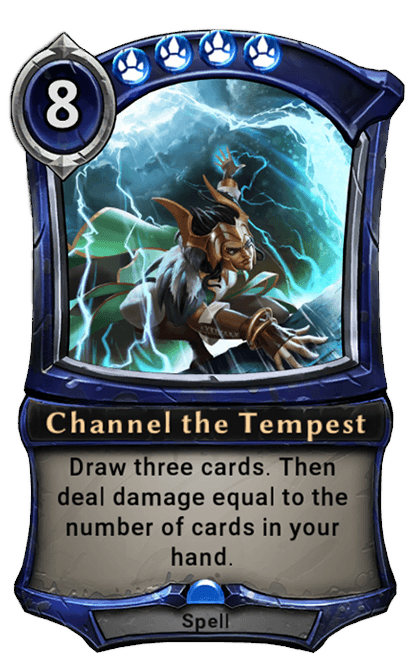 8
Channel the Tempest
Draw three cards. Then
deal damage equal to the
number of cards in your
hand.
Spell